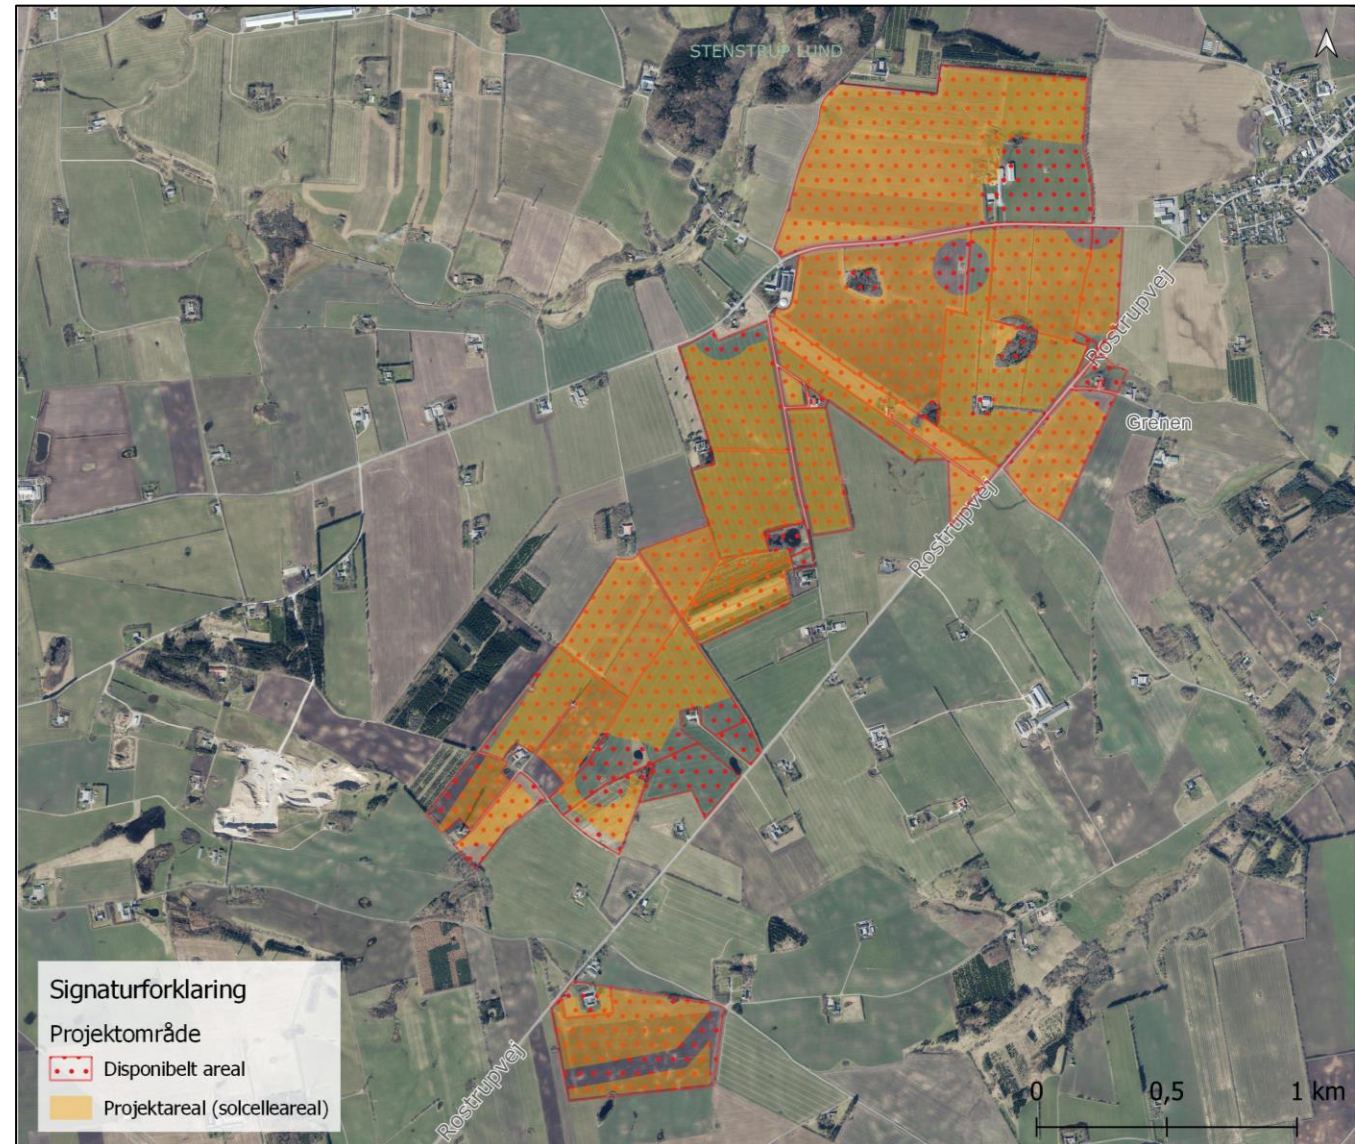 STENSTRUP LUND
Rostrupvej
Grenen
Rostrupvej
Rostrupvej
Signaturforklaring
Projektområde
Disponibelt areal
Projektareal (solcelleareal)
0 0,5 1 km